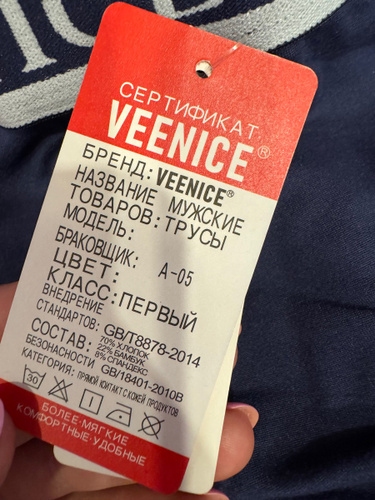 СЕРТИФИКАТ
VEENICE®
БРЕНД: VEENICE®
НАЗВАНИЕ МУЖСКИЕ
ТОВАРОВ: ТРУСЫ
МОДЕЛЬ:
БРАКОВЩИК: А-05
ЦВЕТ:
КЛАСС: ПЕРВЫЙ
ВНЕДРЕНИЕ
СТАНДАРТОВ: GB/T8878-2014
СОСТАВ: 70% ХЛОПОК
22% БАМБУК
8% СПАНДЕКС
БЕЗОПАСНОСТИ GB/18401-2010B
КАТЕГОРИЯ: ПРЯМОЙ КОНТАКТ С КОЖЕЙ ПРОДУКТОВ
30
БОЛЕЕ·МЯГКИЕ
КОМФОРТНЫЕ·УДОБНЫЕ